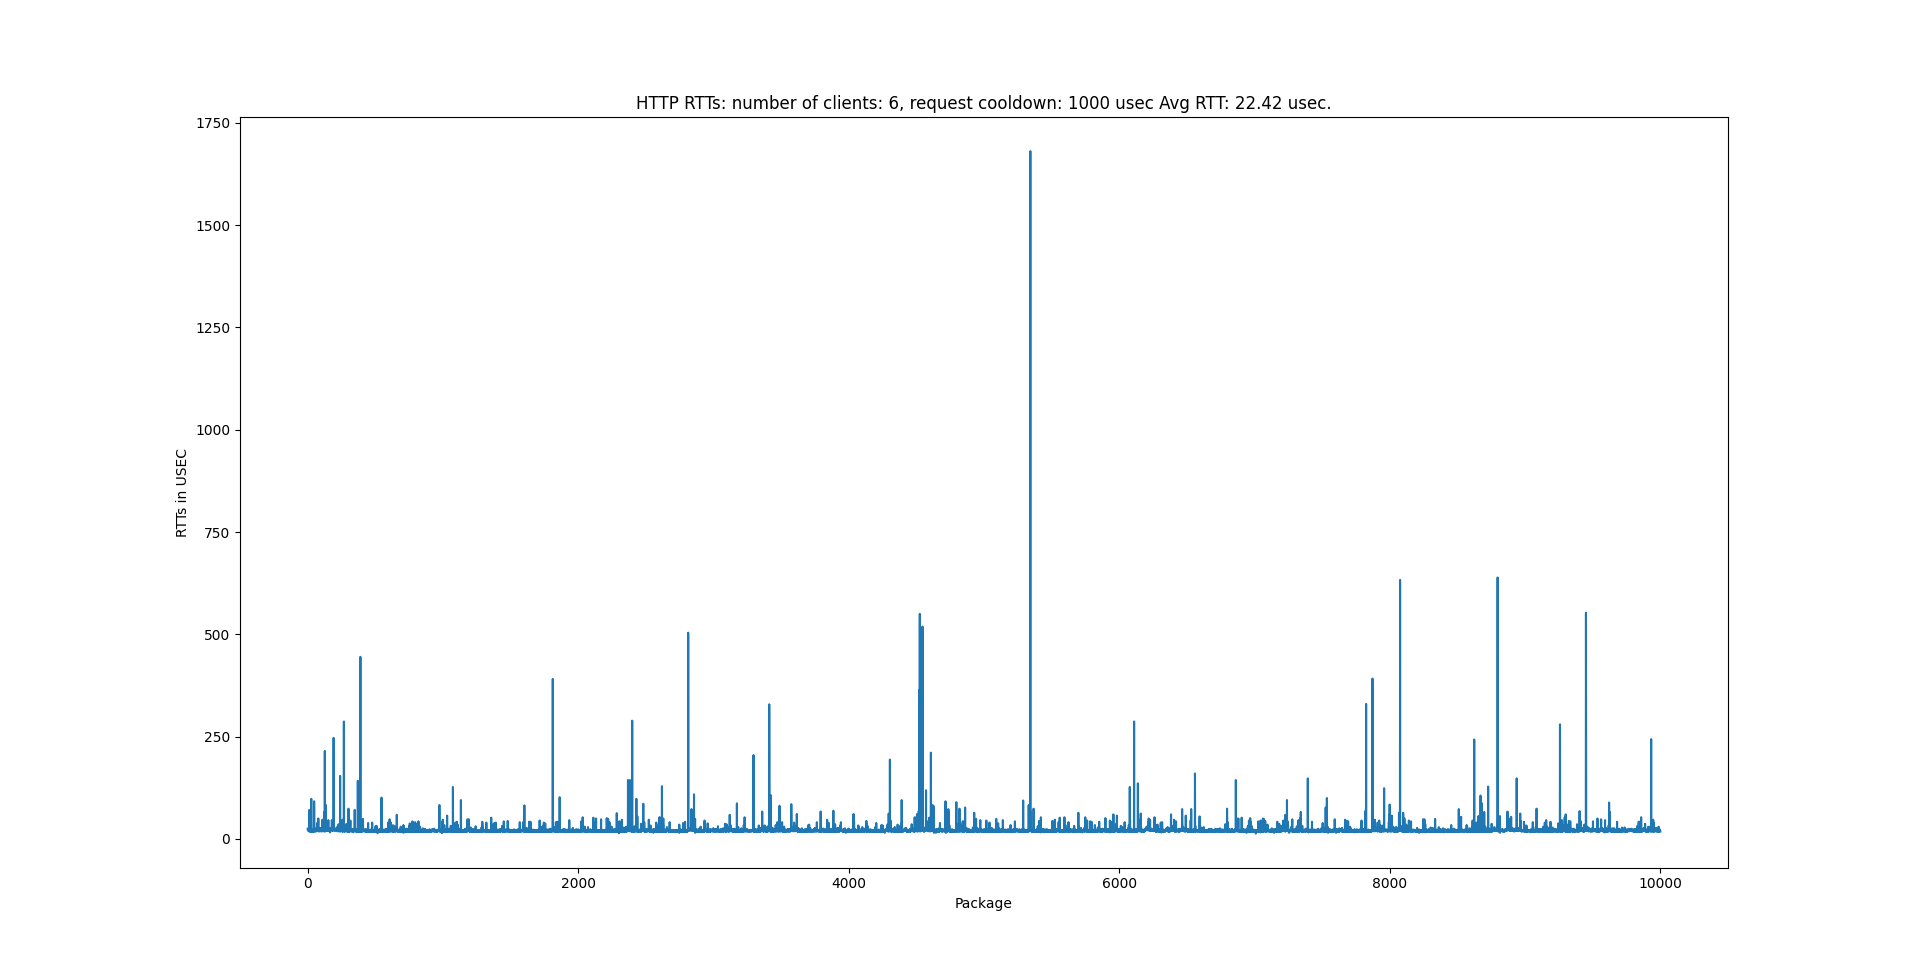 HTTP RTTs: number of clients: 6, request cooldown: 1000 usec Avg RTT: 22.42 usec.
1750
1500
1250
1000
750
500
250
0
RTTs in USEC
0 2000 4000 6000 8000 10000
Package